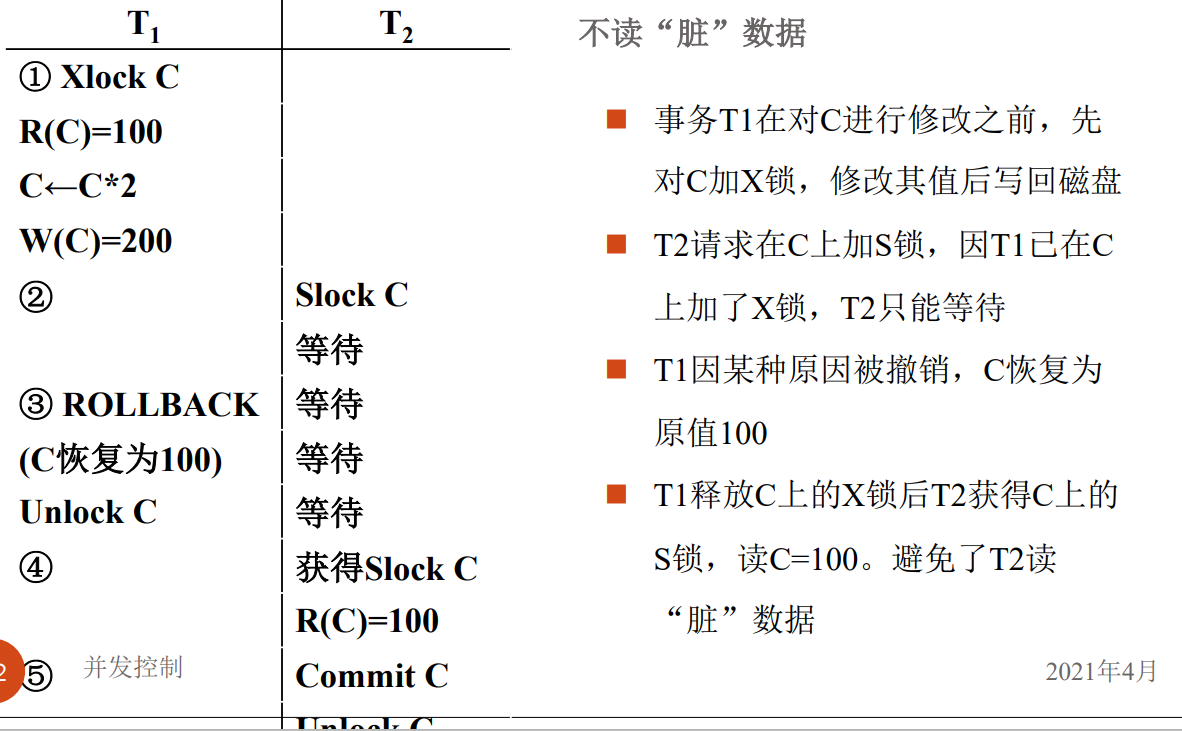 T1
T2
① Xlock C
R(C)=100
C←C*2
W(C)=200
②
Slock C
等待
③ ROLLBACK
等待
(C恢复为100)
等待
Unlock C
等待
④
获得Slock C
R(C)=100
⑤
Commit C
Unlock C
不读“脏”数据
事务T1在对C进行修改之前，先
对C加X锁，修改其值后写回磁盘
T2请求在C上加S锁，因T1已在C
上加了X锁，T2只能等待
T1因某种原因被撤销，C恢复为
原值100
T1释放C上的X锁后T2获得C上的
S锁，读C=100。避免了T2读
“脏”数据
2
并发控制
2021年4月